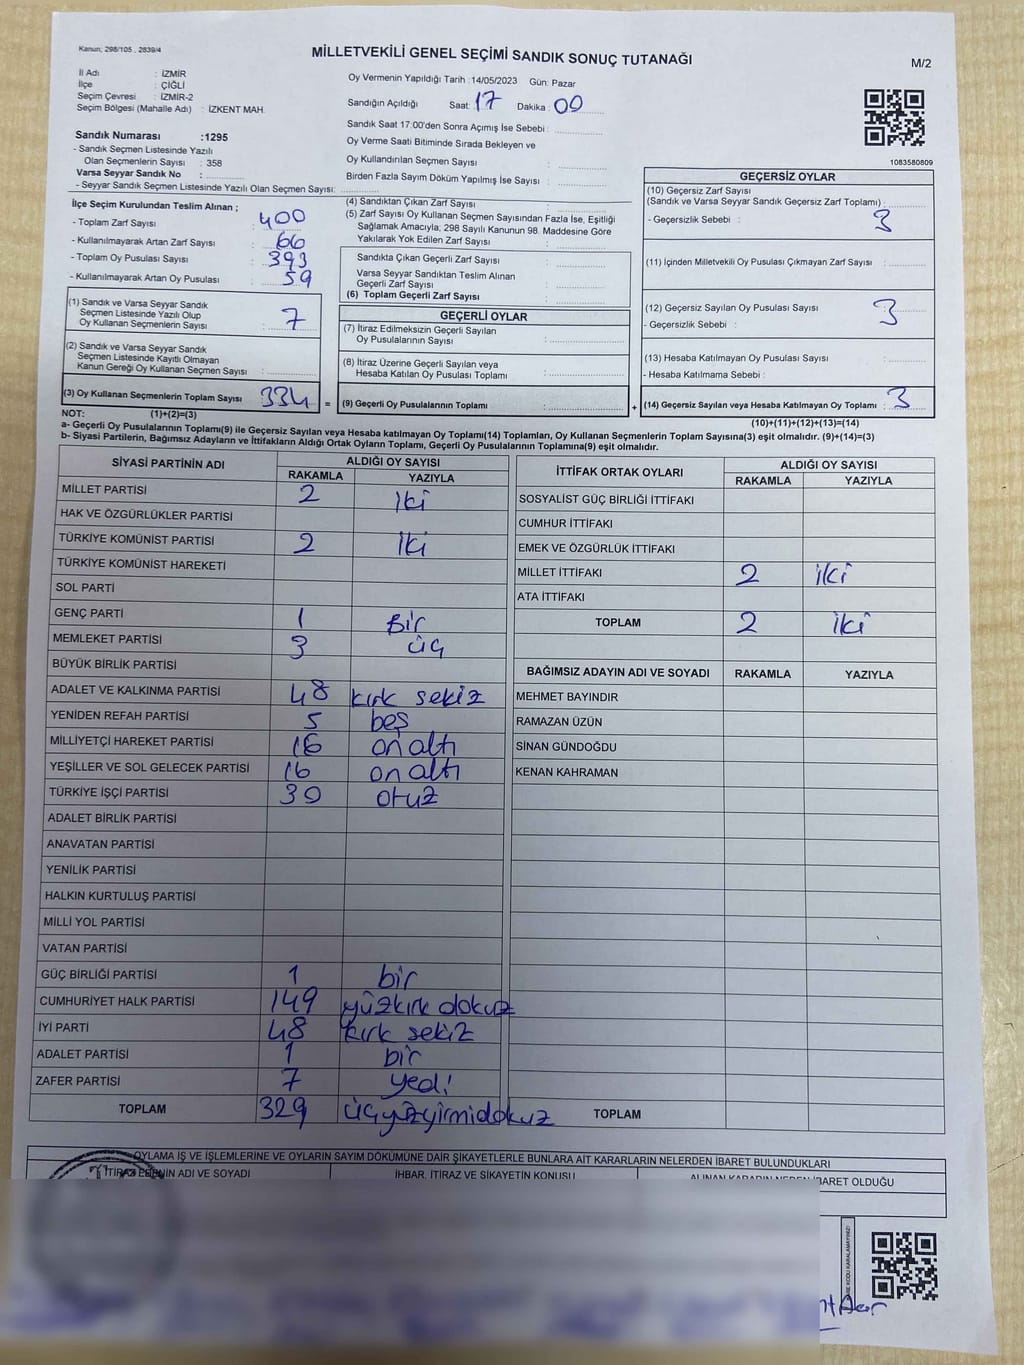 Kanun; 298/105 , 2839/4
MİLLETVEKİLİ GENEL SEÇİMİ SANDIK SONUÇ TUTANAĞI
M/2
İl Adı : İZMİR
İlçe : ÇİĞLİ
Seçim Çevresi : İZMİR-2
Seçim Bölgesi (Mahalle Adı) : İZKENT MAH.
Oy Vermenin Yapıldığı Tarih :14/05/2023 Gün: Pazar
Sandığın Açıldığı Saat: 17 Dakika : 00
Sandık Saat 17:00'den Sonra Açımış İse Sebebi :
Oy Verme Saati Bitiminde Sırada Bekleyen ve
Oy Kullandırılan Seçmen Sayısı :
Birden Fazla Sayım Döküm Yapılmış İse Sayısı :
1083580809
Sandık Numarası :1295
- Sandık Seçmen Listesinde Yazılı
Olan Seçmenlerin Sayısı : 358
Varsa Seyyar Sandık No :
- Seyyar Sandık Seçmen Listesinde Yazılı Olan Seçmen Sayısı:
İlçe Seçim Kurulundan Teslim Alınan ;
- Toplam Zarf Sayısı : 400
- Kullanılmayarak Artan Zarf Sayısı : 66
- Toplam Oy Pusulası Sayısı : 393
- Kullanılmayarak Artan Oy Pusulası : 59
(1) Sandık ve Varsa Seyyar Sandık
Seçmen Listesinde Yazılı Olup
Oy Kullanan Seçmenlerin Sayısı : 7
(2) Sandık ve Varsa Seyyar Sandık
Seçmen Listesinde Kayıtlı Olmayan
Kanun Gereği Oy Kullanan Seçmen Sayısı :
(3) Oy Kullanan Seçmenlerin Toplam Sayısı : 334 =
(4) Sandıktan Çıkan Zarf Sayısı :
(5) Zarf Sayısı Oy Kullanan Seçmen Sayısından Fazla İse, Eşitliği
Sağlamak Amacıyla; 298 Sayılı Kanunun 98. Maddesine Göre
Yakılarak Yok Edilen Zarf Sayısı :
Sandıkta Çıkan Geçerli Zarf Sayısı :
Varsa Seyyar Sandıktan Teslim Alınan
Geçerli Zarf Sayısı :
(6) Toplam Geçerli Zarf Sayısı :
GEÇERLİ OYLAR
(7) İtiraz Edilmeksizin Geçerli Sayılan
Oy Pusulalarının Sayısı :
(8) İtiraz Üzerine Geçerli Sayılan veya
Hesaba Katılan Oy Pusulası Toplamı :
(9) Geçerli Oy Pusulalarının Toplamı : +
GEÇERSİZ OYLAR
(10) Geçersiz Zarf Sayısı
(Sandık ve Varsa Seyyar Sandık Geçersiz Zarf Toplamı) :
- Geçersizlik Sebebi : 3
(11) İçinden Milletvekili Oy Pusulası Çıkmayan Zarf Sayısı :
(12) Geçersiz Sayılan Oy Pusulası Sayısı : 3
- Geçersizlik Sebebi :
(13) Hesaba Katılmayan Oy Pusulası Sayısı :
- Hesaba Katılmama Sebebi :
(14) Geçersiz Sayılan veya Hesaba Katılmayan Oy Toplamı : 3
(10)+(11)+(12)+(13)=(14)
NOT: (1)+(2)=(3)
a- Geçerli Oy Pusulalarının Toplamı(9) ile Geçersiz Sayılan veya Hesaba katılmayan Oy Toplamı(14) Toplamları, Oy Kullanan Seçmenlerin Toplam Sayısına(3) eşit olmalıdır. (9)+(14)=(3)
b- Siyasi Partilerin, Bağımsız Adayların ve İttifakların Aldığı Ortak Oyların Toplamı, Geçerli Oy Pusulalarının Toplamına(9) eşit olmalıdır.
SİYASİ PARTİNİN ADI ALDIĞI OY SAYISI
RAKAMLA YAZIYLA
MİLLET PARTİSİ 2 iki
HAK VE ÖZGÜRLÜKLER PARTİSİ
TÜRKİYE KOMÜNİST PARTİSİ 2 iki
TÜRKİYE KOMÜNİST HAREKETİ
SOL PARTİ
GENÇ PARTİ 1 Bir
MEMLEKET PARTİSİ 3 üç
BÜYÜK BİRLİK PARTİSİ
ADALET VE KALKINMA PARTİSİ 48 kırk sekiz
YENİDEN REFAH PARTİSİ 5 beş
MİLLİYETÇİ HAREKET PARTİSİ 16 on altı
YEŞİLLER VE SOL GELECEK PARTİSİ 16 on altı
TÜRKİYE İŞÇİ PARTİSİ 30 otuz
ADALET BİRLİK PARTİSİ
ANAVATAN PARTİSİ
YENİLİK PARTİSİ
HALKIN KURTULUŞ PARTİSİ
MİLLİ YOL PARTİSİ
VATAN PARTİSİ
GÜÇ BİRLİĞİ PARTİSİ 1 bir
CUMHURİYET HALK PARTİSİ 149 yüzkırk dokuz
İYİ PARTİ 48 kırk sekiz
ADALET PARTİSİ 1 bir
ZAFER PARTİSİ 7 yedi
TOPLAM 329 üçyüzyirmidokuz
İTTİFAK ORTAK OYLARI ALDIĞI OY SAYISI
RAKAMLA YAZIYLA
SOSYALİST GÜÇ BİRLİĞİ İTTİFAKI
CUMHUR İTTİFAKI
EMEK VE ÖZGÜRLÜK İTTİFAKI
MİLLET İTTİFAKI 2 iki
ATA İTTİFAKI
TOPLAM 2 iki
BAĞIMSIZ ADAYIN ADI VE SOYADI RAKAMLA YAZIYLA
MEHMET BAYINDIR
RAMAZAN ÜZÜN
SİNAN GÜNDOĞDU
KENAN KAHRAMAN
TOPLAM
OYLAMA İŞ VE İŞLEMLERİNE VE OYLARIN SAYIM DÖKÜMÜNE DAİR ŞİKAYETLERLE BUNLARA AİT KARARLARIN NELERDEN İBARET BULUNDUKLARI
İTİRAZ EDENİN ADI VE SOYADI İHBAR, İTİRAZ VE ŞİKAYETİN KONUSU ALINAN KARARIN NEDEN İBARET OLDUĞU